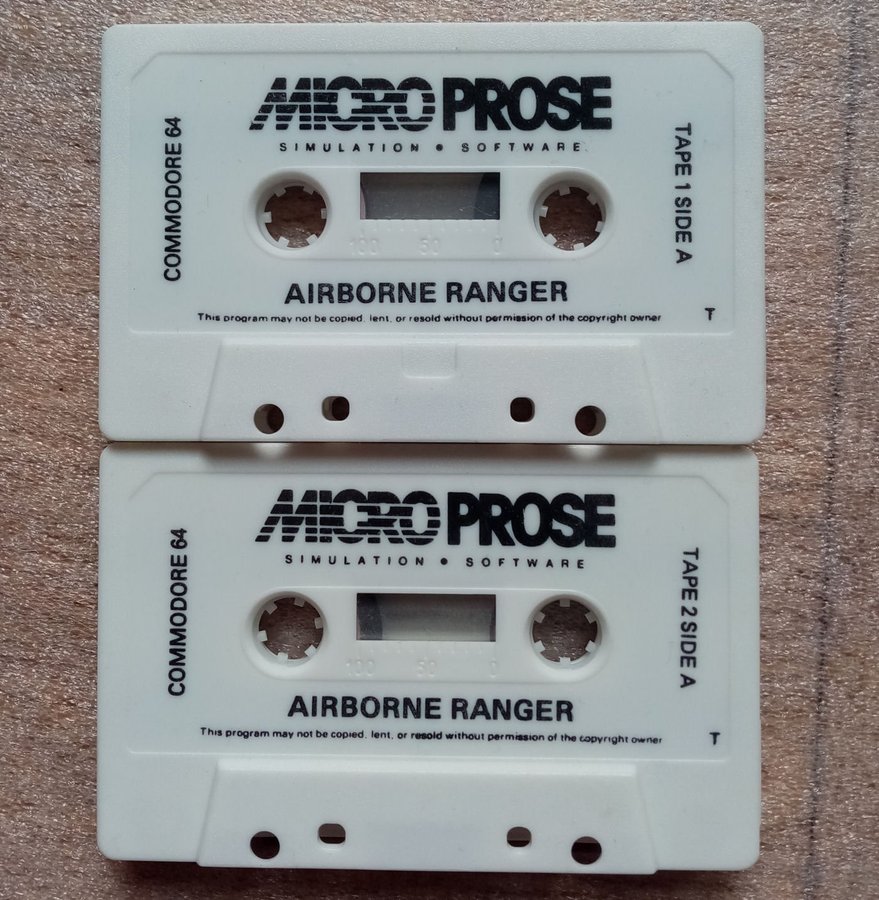 MICRO PROSE
SIMULATION • SOFTWARE
COMMODORE 64
TAPE 1 SIDE A
100 50 0
AIRBORNE RANGER
This program may not be copied, lent, or resold without permission of the copyright owner
T
MICRO PROSE
SIMULATION • SOFTWARE
COMMODORE 64
TAPE 2 SIDE A
100 50 0
AIRBORNE RANGER
This program may not be copied, lent, or resold without permission of the copyright owner
T